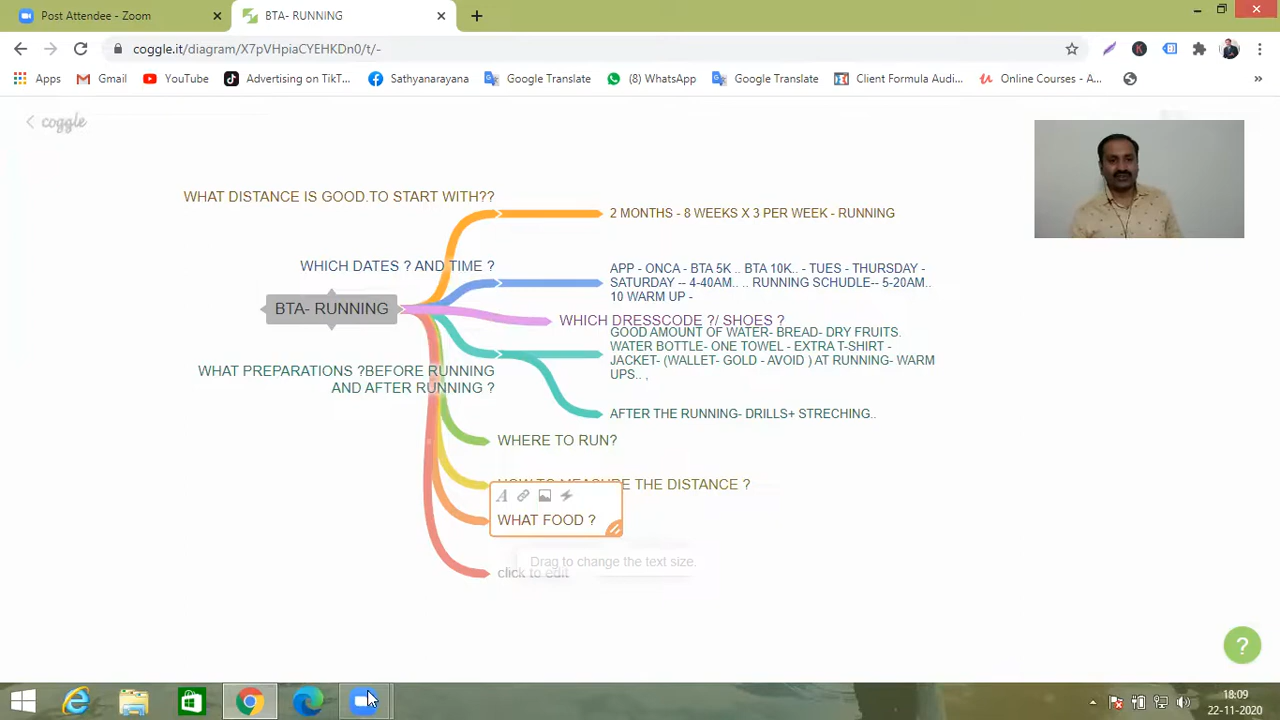 Post Attendee - Zoom
BTA- RUNNING
coggle.it/diagram/X7pVHpiaCYEHKDn0/t/-
Apps
Gmail
YouTube
Advertising on TikT...
Sathyanarayana
Google Translate
(8) WhatsApp
Google Translate
Client Formula Audi...
Online Courses - A...
»
coggle
WHAT DISTANCE IS GOOD.TO START WITH??
2 MONTHS - 8 WEEKS X 3 PER WEEK - RUNNING
WHICH DATES ? AND TIME ?
APP - ONCA - BTA 5K .. BTA 10K.. - TUES - THURSDAY -
SATURDAY -- 4-40AM.. .. RUNNING SCHUDLE-- 5-20AM..
10 WARM UP -
BTA- RUNNING
WHICH DRESSCODE ?/ SHOES ?
GOOD AMOUNT OF WATER- BREAD- DRY FRUITS.
WATER BOTTLE- ONE TOWEL - EXTRA T-SHIRT -
JACKET- (WALLET- GOLD - AVOID ) AT RUNNING- WARM
UPS.. ,
WHAT PREPARATIONS ?BEFORE RUNNING
AND AFTER RUNNING ?
AFTER THE RUNNING- DRILLS+ STRECHING..
WHERE TO RUN?
HOW TO MEASURE THE DISTANCE ?
WHAT FOOD ?
Drag to change the text size.
click to edit
?
18:09
22-11-2020